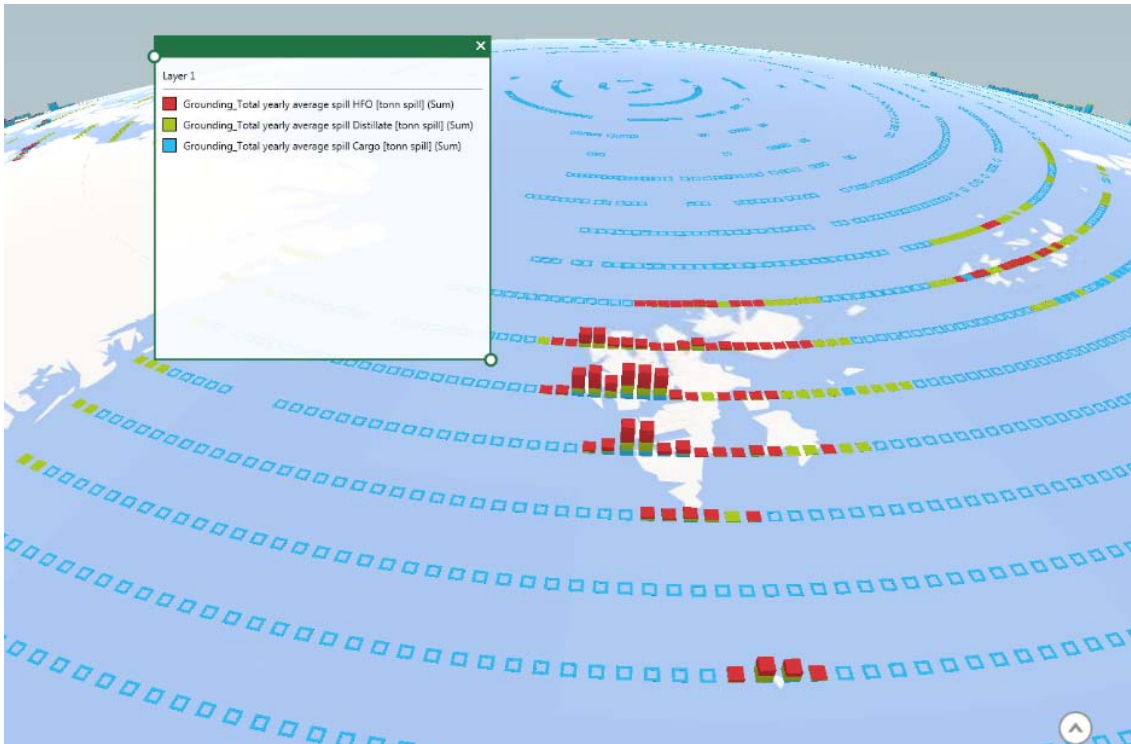 Layer 1
Grounding_Total yearly average spill HFO [tonn spill] (Sum)
Grounding_Total yearly average spill Distillate [tonn spill] (Sum)
Grounding_Total yearly average spill Cargo [tonn spill] (Sum)